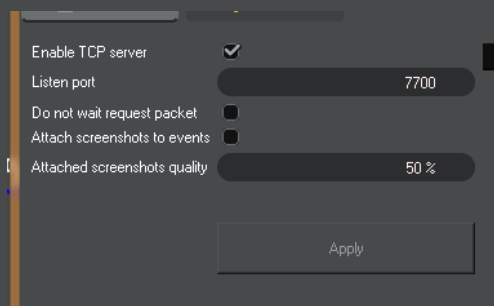 Enable TCP server
Listen port 7700
Do not wait request packet
Attach screenshots to events
Attached screenshots quality 50 %
Apply